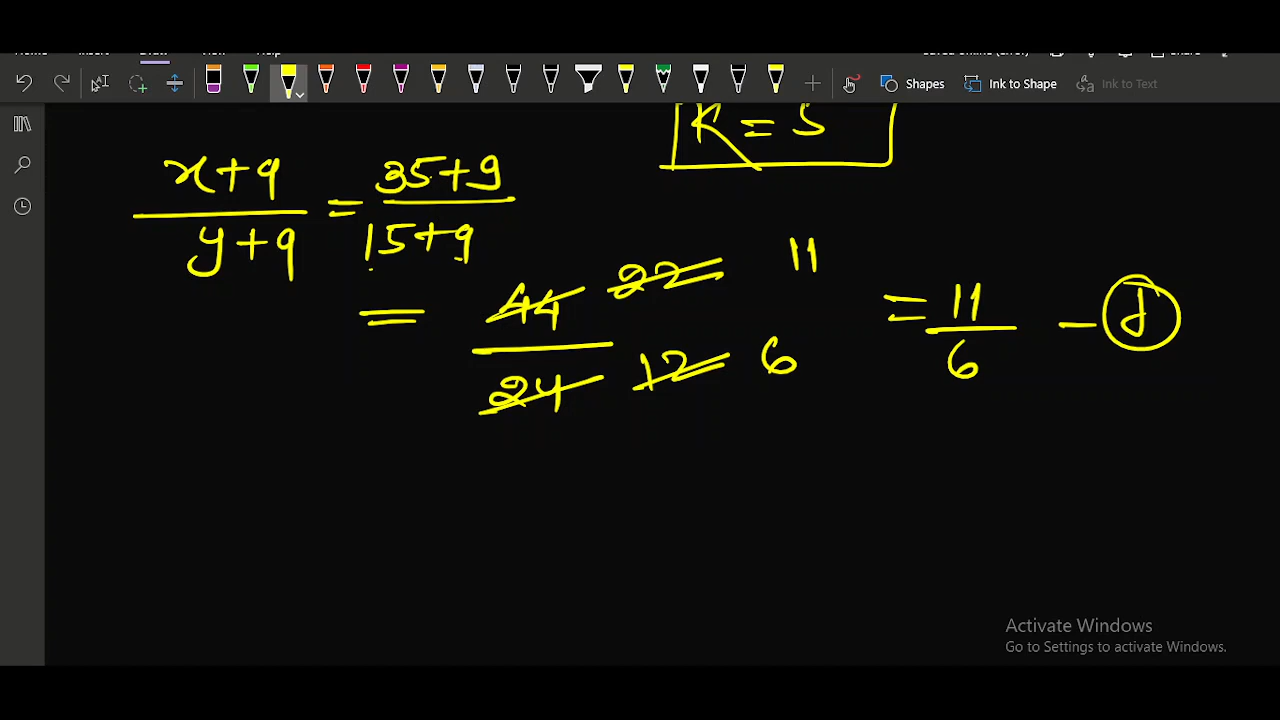 Shapes Ink to Shape Ink to Text
K = 5
x+9 / y+9 = 35+9 / 15+9
= 44 / 24 22 / 12 11 / 6 = 11 / 6 - d
Activate Windows
Go to Settings to activate Windows.